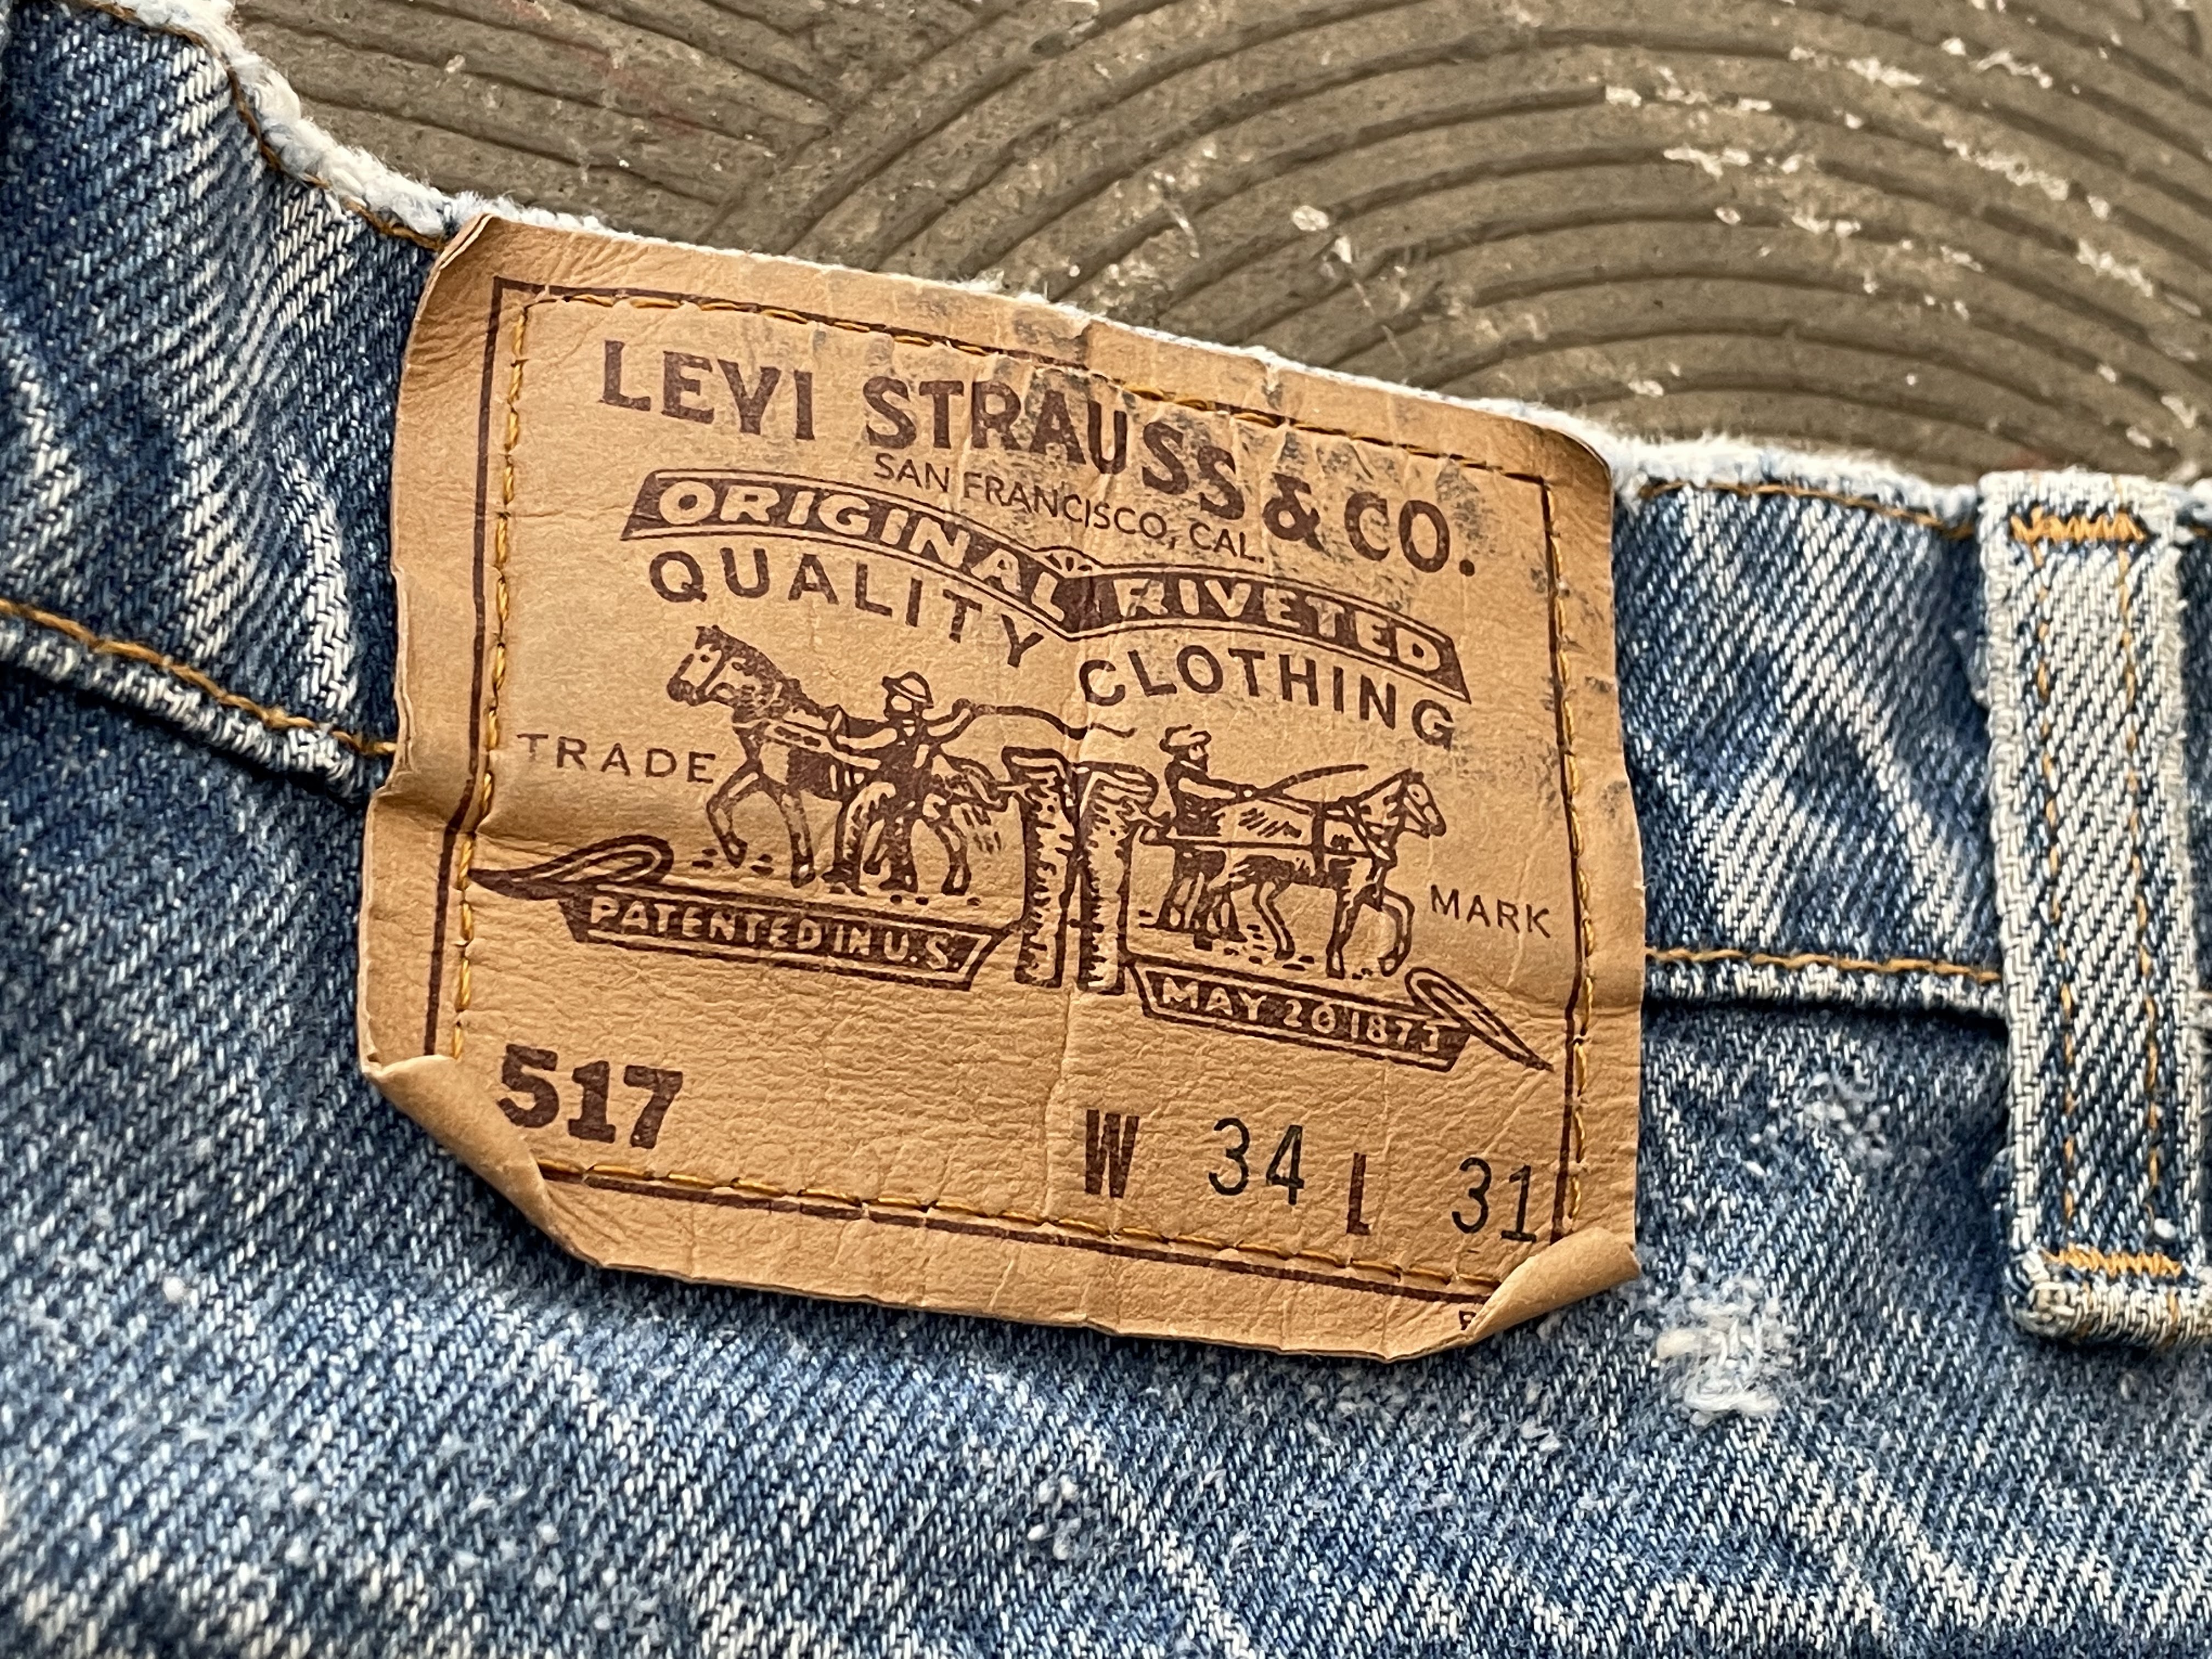 LEVI STRAUSS & CO.
SAN FRANCISCO, CAL.
ORIGINAL RIVETED
QUALITY CLOTHING
TRADE MARK
PATENTED IN U.S.
MAY 20 1873
517 W 34 L 31